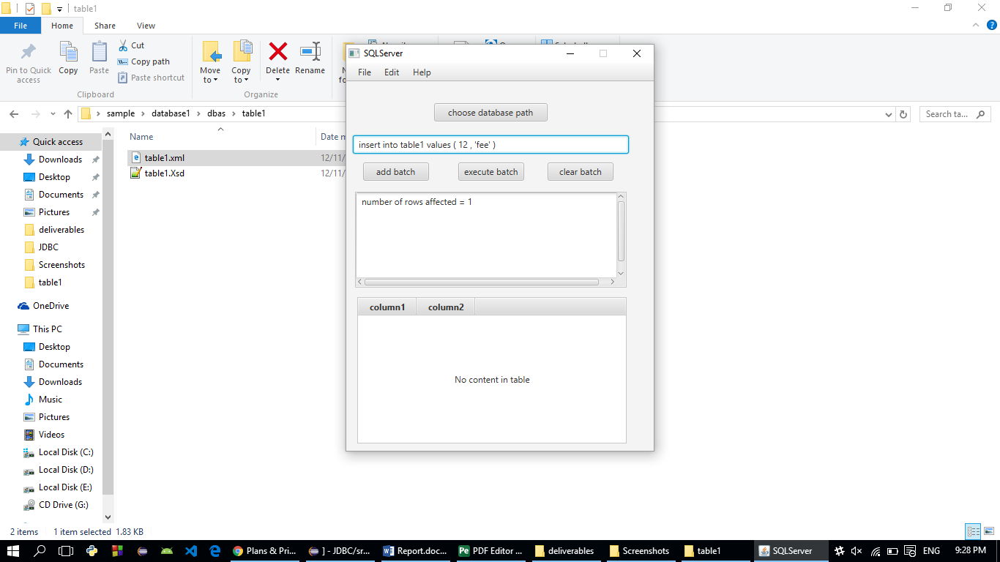 table1
File Home Share View
Pin to Quick access
Copy
Paste
Cut
Copy path
Paste shortcut
Clipboard
Move to
Copy to
Delete
Rename
Organize
sample database1 dbas table1
Search ta...
Quick access
Downloads
Desktop
Documents
Pictures
deliverables
JDBC
Screenshots
table1
OneDrive
This PC
Desktop
Documents
Downloads
Music
Pictures
Videos
Local Disk (C:)
Local Disk (D:)
Local Disk (E:)
CD Drive (G:)
Name Date m
table1.xml 12/11/
table1.Xsd 12/11/
SQLServer
File Edit Help
choose database path
insert into table1 values ( 12 , 'fee' )
add batch execute batch clear batch
number of rows affected = 1
column1 column2
No content in table
2 items 1 item selected 1.83 KB
Plans & Pri... ] - JDBC/sr... Report.doc... PDF Editor ... deliverables Screenshots table1 SQLServer ENG 9:28 PM